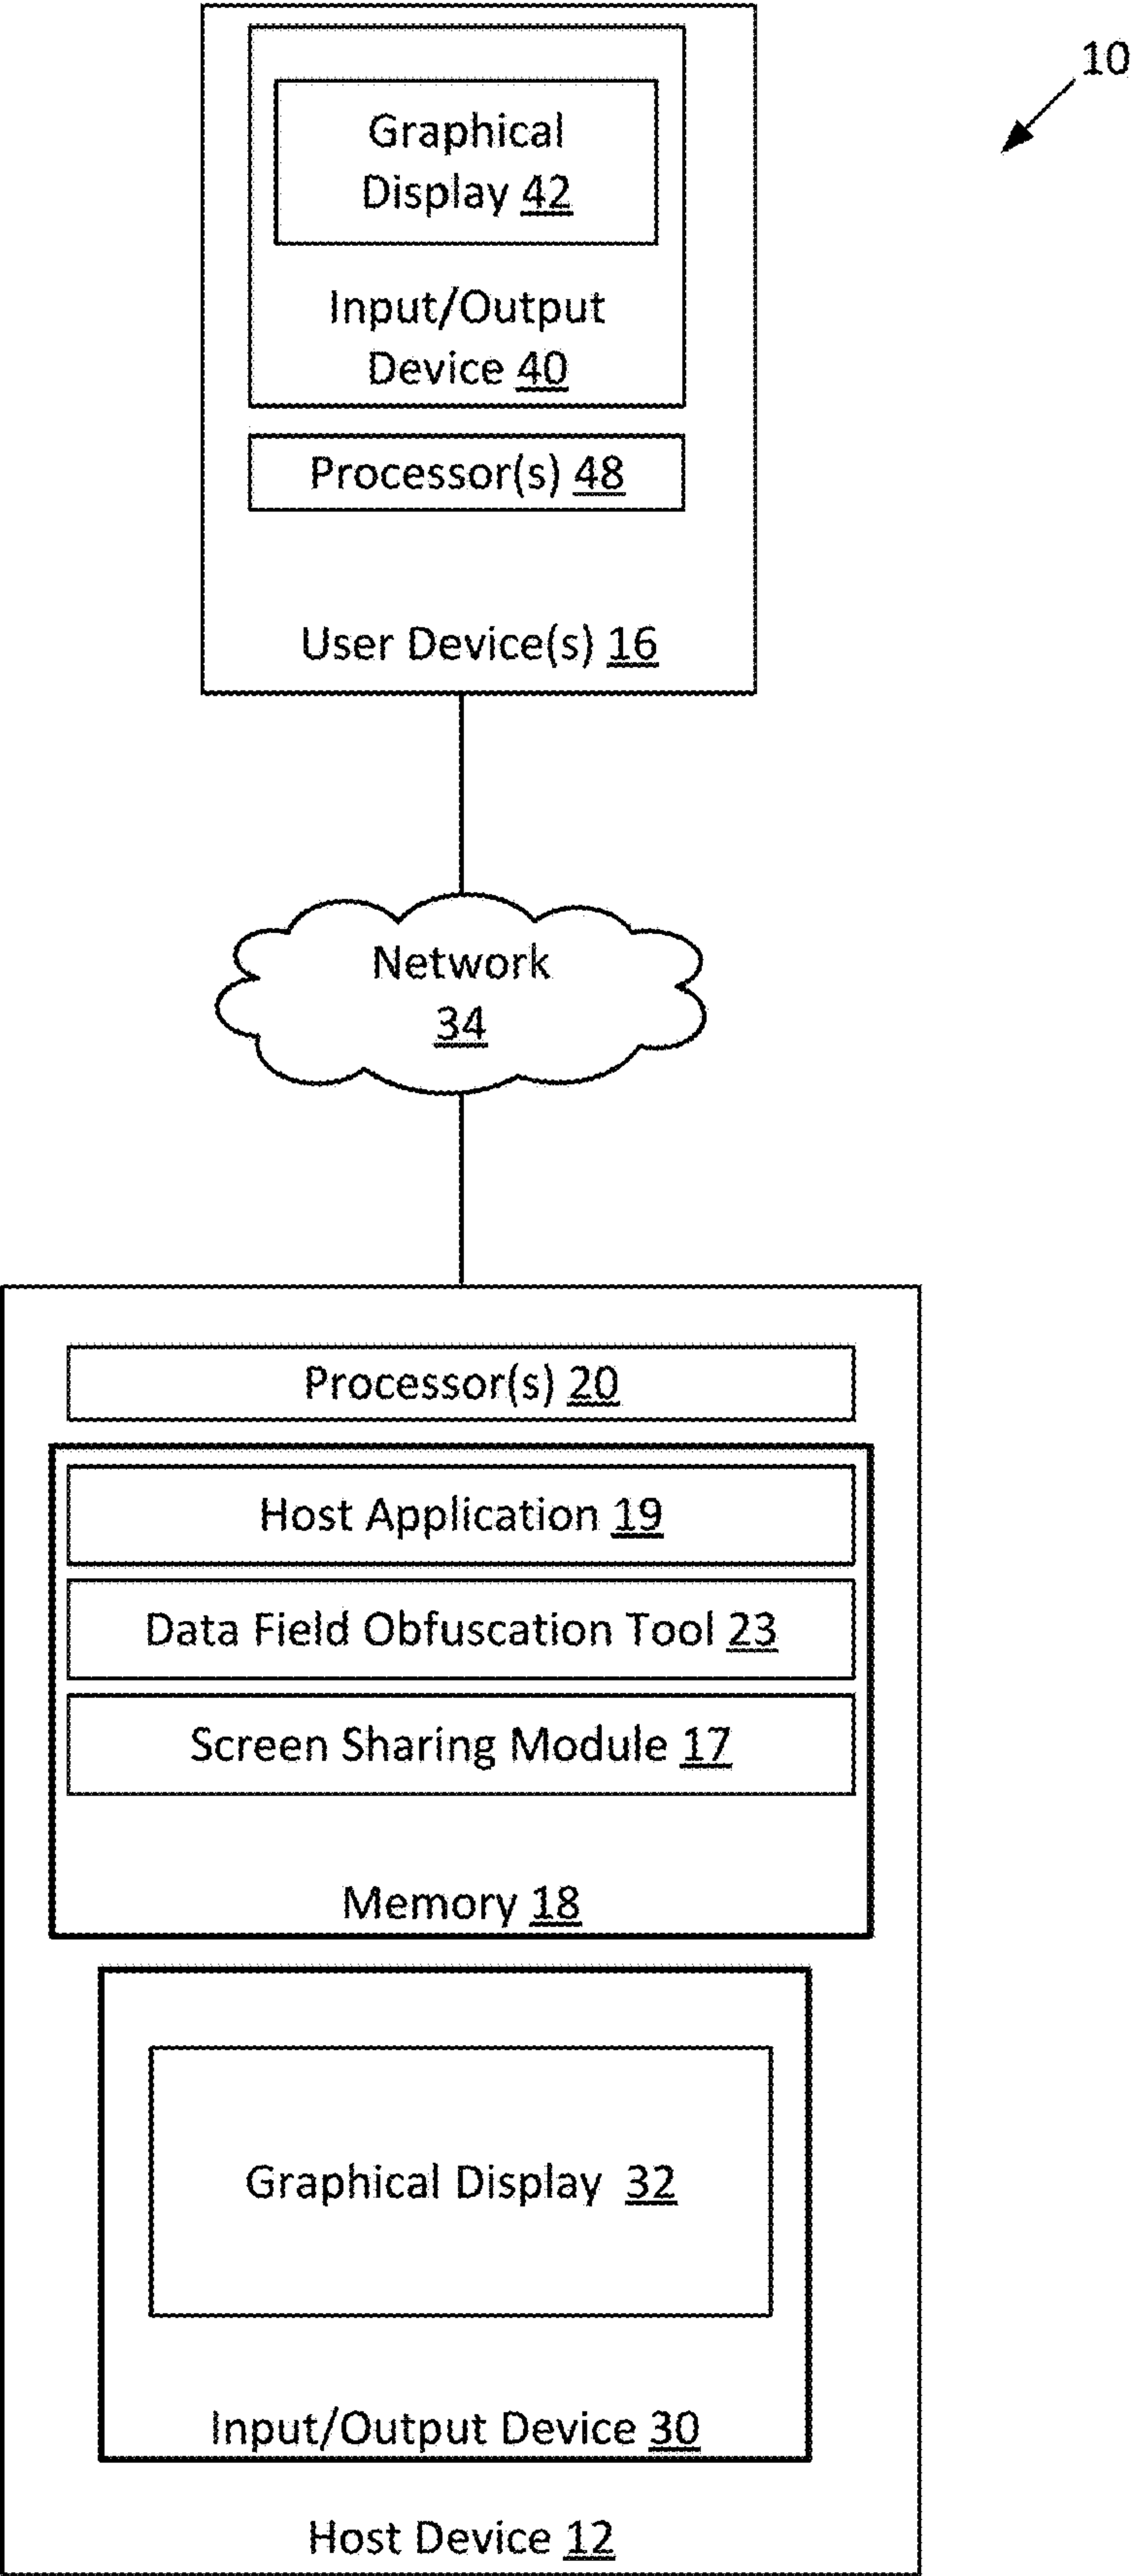 10
Graphical
Display 42
Input/Output
Device 40
Processor(s) 48
User Device(s) 16
Network
34
Processor(s) 20
Host Application 19
Data Field Obfuscation Tool 23
Screen Sharing Module 17
Memory 18
Graphical Display 32
Input/Output Device 30
Host Device 12